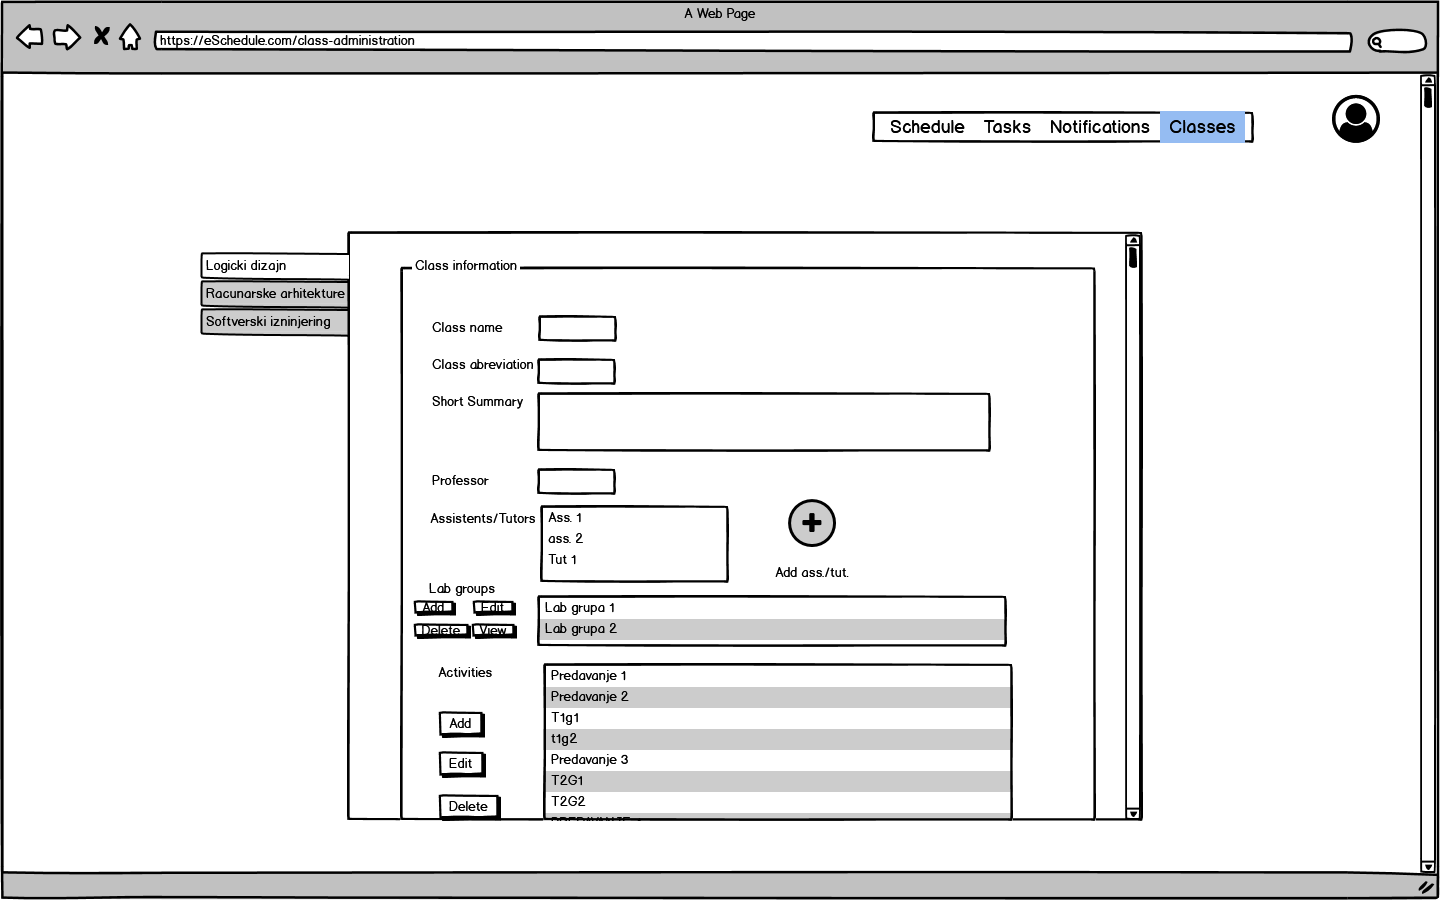 A Web Page
https://eSchedule.com/class-administration
Schedule Tasks Notifications Classes
Logicki dizajn
Racunarske arhitekture
Softverski izninjering
Class information
Class name
Class abreviation
Short Summary
Professor
Assistents/Tutors
Ass. 1
ass. 2
Tut 1
Add ass./tut.
Lab groups
Add Edit
Delete View
Lab grupa 1
Lab grupa 2
Activities
Add
Edit
Delete
Predavanje 1
Predavanje 2
T1g1
t1g2
Predavanje 3
T2G1
T2G2